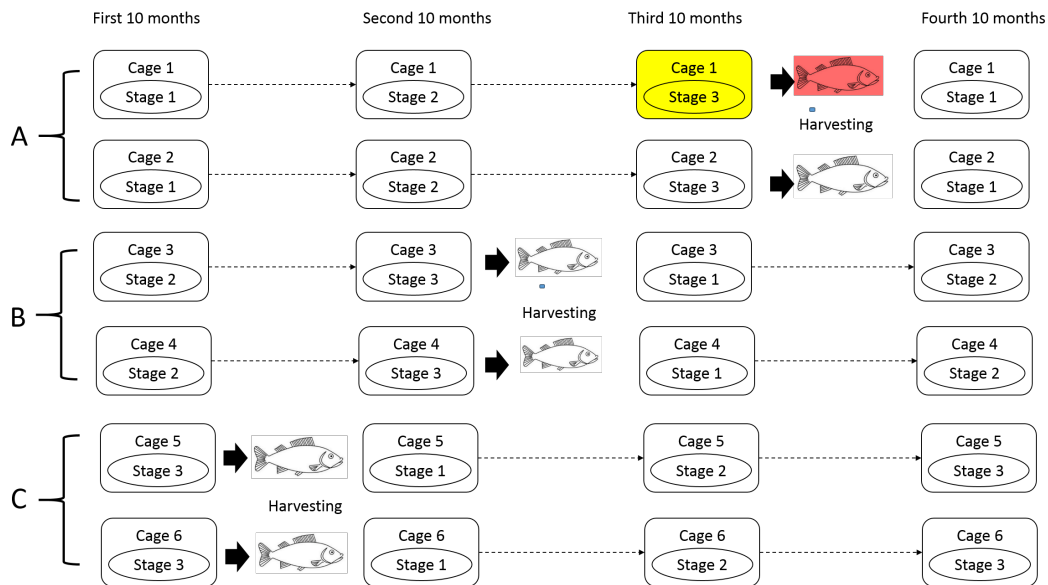 First 10 months
Second 10 months
Third 10 months
Fourth 10 months
A
Cage 1
Stage 1
Cage 1
Stage 2
Cage 1
Stage 3
Cage 1
Stage 1
Harvesting
Cage 2
Stage 1
Cage 2
Stage 2
Cage 2
Stage 3
Cage 2
Stage 1
B
Cage 3
Stage 2
Cage 3
Stage 3
Cage 3
Stage 1
Cage 3
Stage 2
Harvesting
Cage 4
Stage 2
Cage 4
Stage 3
Cage 4
Stage 1
Cage 4
Stage 2
C
Cage 5
Stage 3
Cage 5
Stage 1
Cage 5
Stage 2
Cage 5
Stage 3
Harvesting
Cage 6
Stage 3
Cage 6
Stage 1
Cage 6
Stage 2
Cage 6
Stage 3